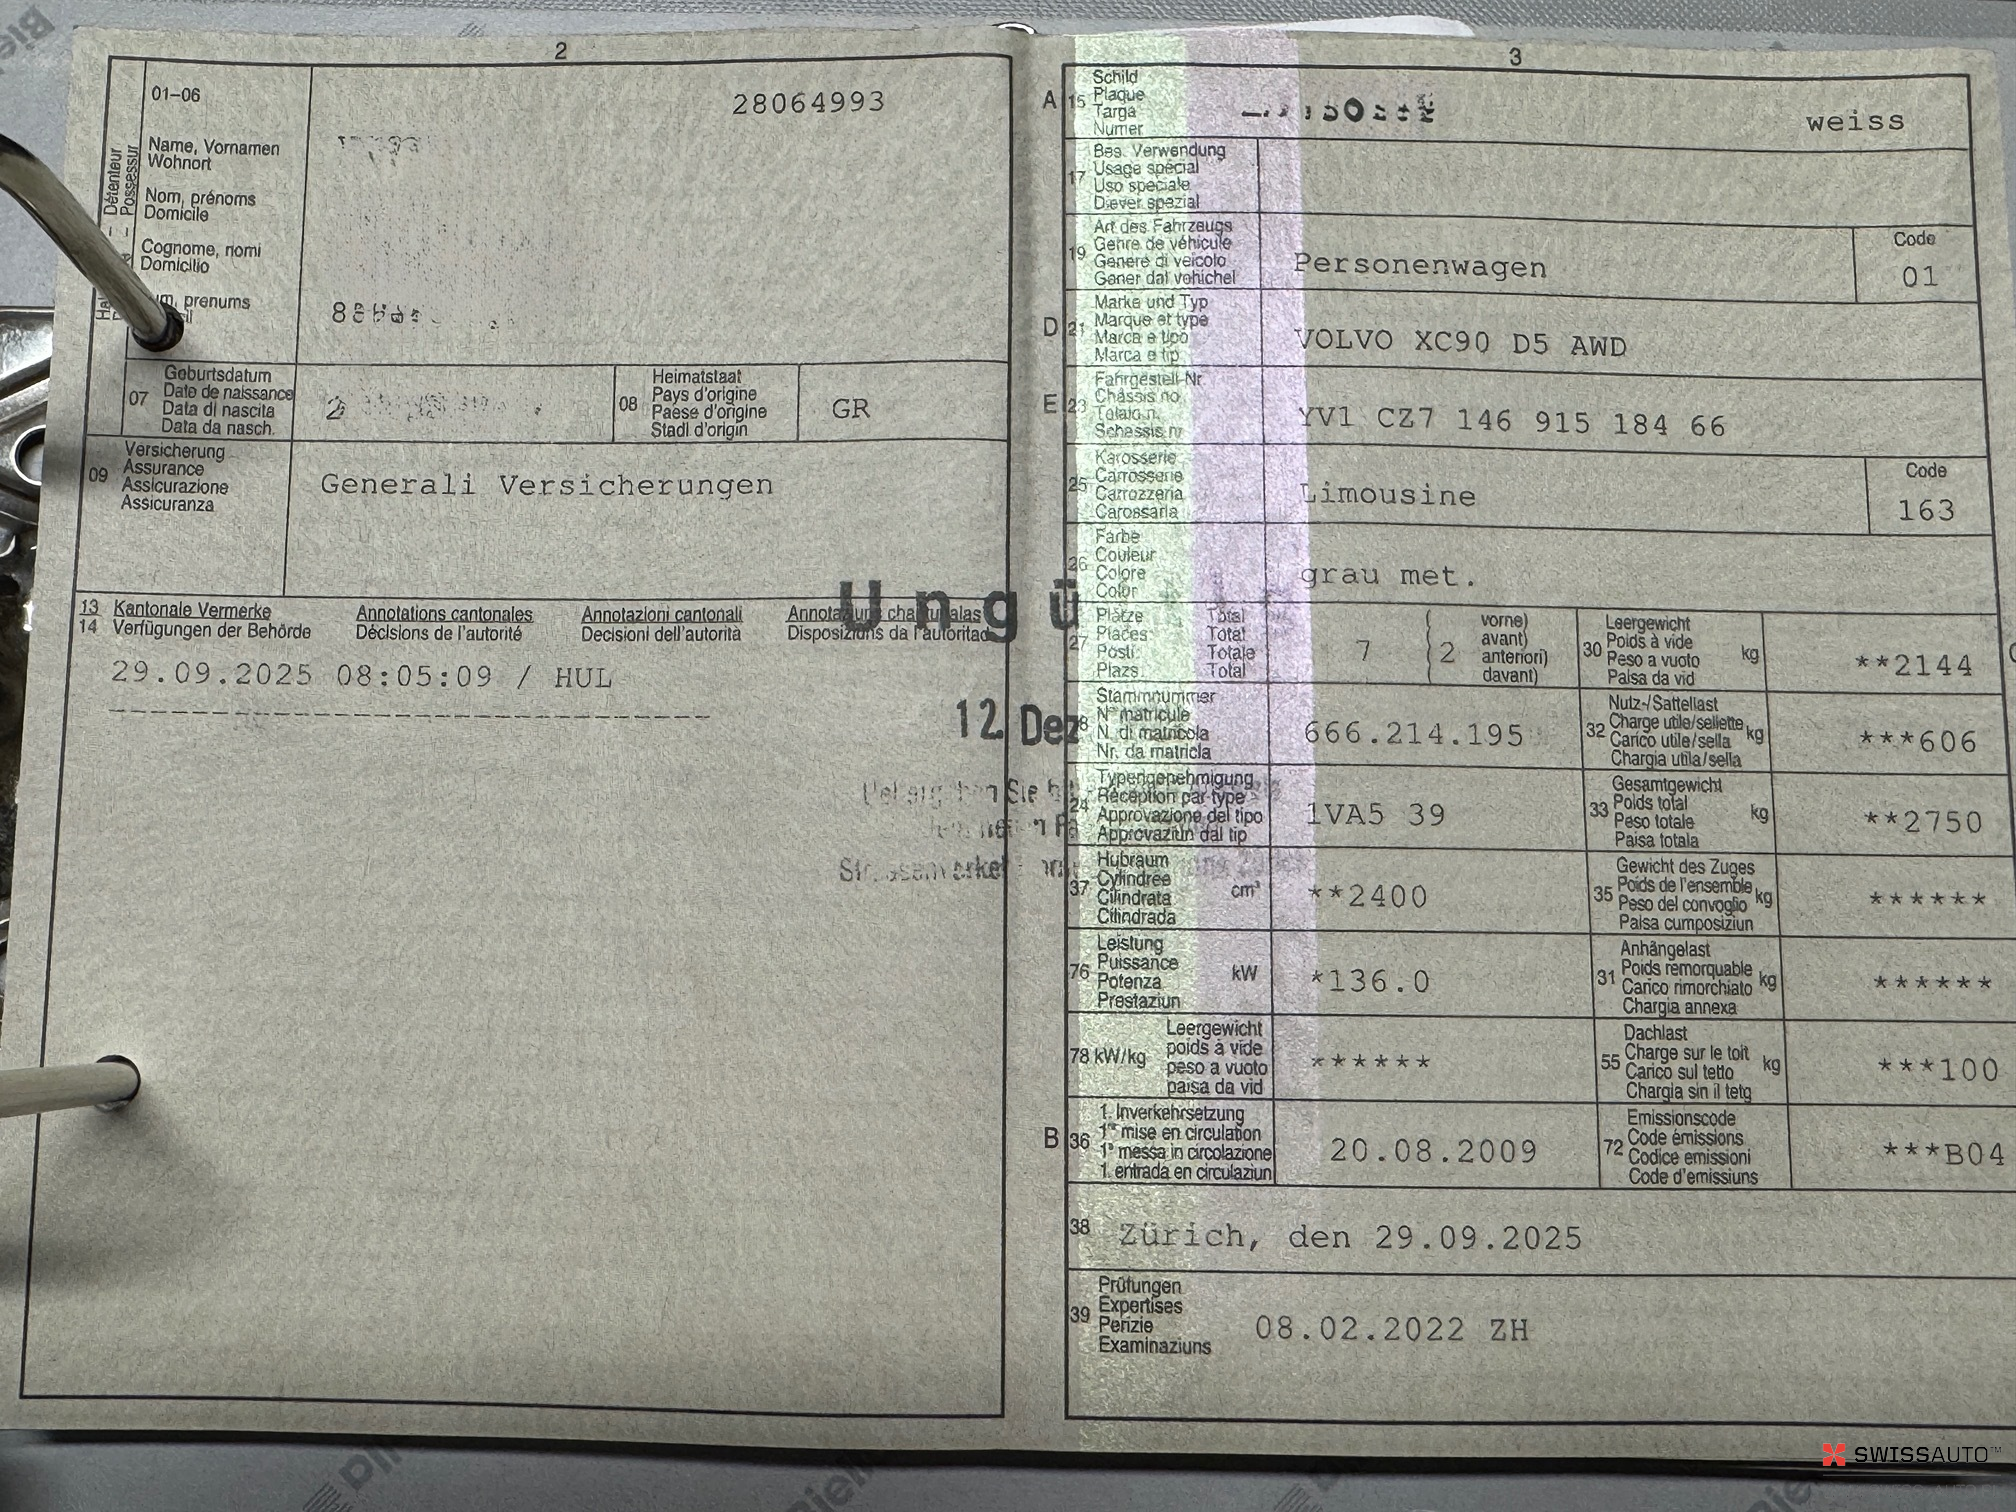 2
01–06
28064993
Name, Vornamen
Wohnort
Nom, prénoms
Domicile
Cognome, nomi
Domicilio
prenums
Détenteur
Possessur
07
Geburtsdatum
Date de naissance
Data di nascita
Data da nasch.
2
08
Heimatstaat
Pays d'origine
Paese d'origine
Stadi d'origin
GR
09
Versicherung
Assurance
Assicurazione
Assicuranza
Generali Versicherungen
13 Kantonale Vermerke Annotations cantonales Annotazioni cantonali Annotaziuns chantunalas
14 Verfügungen der Behörde Décisions de l'autorité Decisioni dell'autorità Disposiziuns da l'autoritad
29.09.2025 08:05:09 / HUL
Ungü
12. Dez
3
A 15
Schild
Plaque
Targa
Numer
weiss
17
Bes. Verwendung
Usage spécial
Uso speciale
Diever spezial
19
Art des Fahrzeugs
Genre de véhicule
Genere di veicolo
Gener dal vehichel
Personenwagen
Code
01
D 21
Marke und Typ
Marque et type
Marca e tipo
Marca e tip
VOLVO XC90 D5 AWD
E 23
Fahrgestell-Nr.
Châssis no
Telaio n.
Schassis nr
YV1 CZ7 146 915 184 66
25
Karosserie
Carrosserie
Carrozzeria
Carossaria
Limousine
Code
163
26
Farbe
Couleur
Colore
Colur
grau met.
27
Plätze Total
Places Total
Posti Totale
Plazs Total
7
2
vorne)
avant)
anteriori)
davant)
30
Leergewicht
Poids à vide
Peso a vuoto
Paisa da vid
kg
**2144
Stammnummer
N° matricule
N. di matricola
Nr. da matricla
666.214.195
32
Nutz-/Sattellast
Charge utile/sellette
Carico utile/sella
Chargia utila/sella
kg
***606
24
Typengenehmigung
Réception par type
Approvazione del tipo
Approvaziun dal tip
1VA5 39
33
Gesamtgewicht
Poids total
Peso totale
Paisa totala
kg
**2750
37
Hubraum
Cylindrée
Cilindrata
Cilindrada
cm³
**2400
35
Gewicht des Zuges
Poids de l'ensemble
Peso del convoglio
Paisa cumposiziun
kg
******
76
Leistung
Puissance
Potenza
Prestaziun
kW
*136.0
31
Anhängelast
Poids remorquable
Carico rimorchiato
Chargia annexa
kg
******
78 kW/kg
Leergewicht
poids à vide
peso a vuoto
paisa da vid
******
55
Dachlast
Charge sur le toit
Carico sul tetto
Chargia sin il tetg
kg
***100
B 36
1. Inverkehrsetzung
1re mise en circulation
1a messa in circolazione
1. entrada en circulaziun
20.08.2009
72
Emissionscode
Code émissions
Codice emissioni
Code d'emissiuns
***B04
38
Zürich, den 29.09.2025
39
Prüfungen
Expertises
Perizie
Examinaziuns
08.02.2022 ZH
SWISSAUTO™